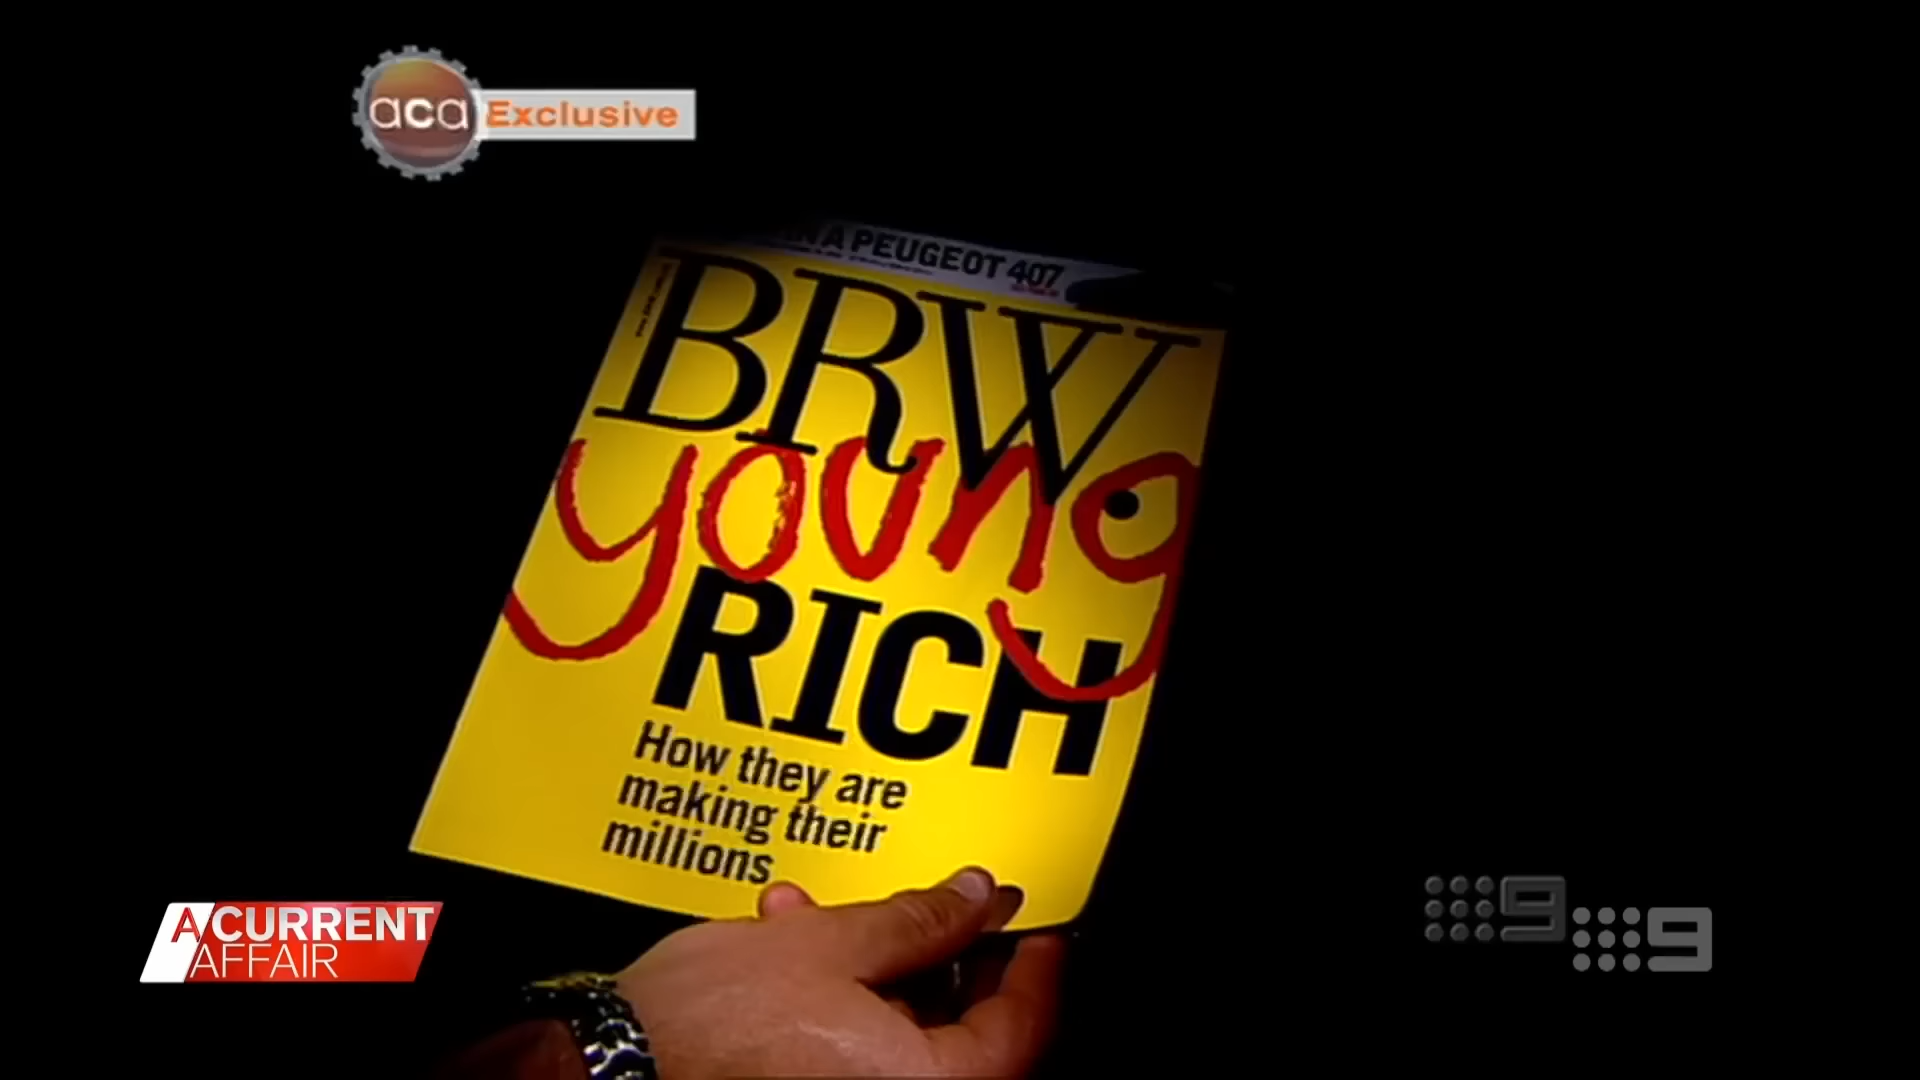 aca Exclusive
A PEUGEOT 407
BRW.
young
RICH
How they are
making their
millions
A CURRENT
AFFAIR
9
9